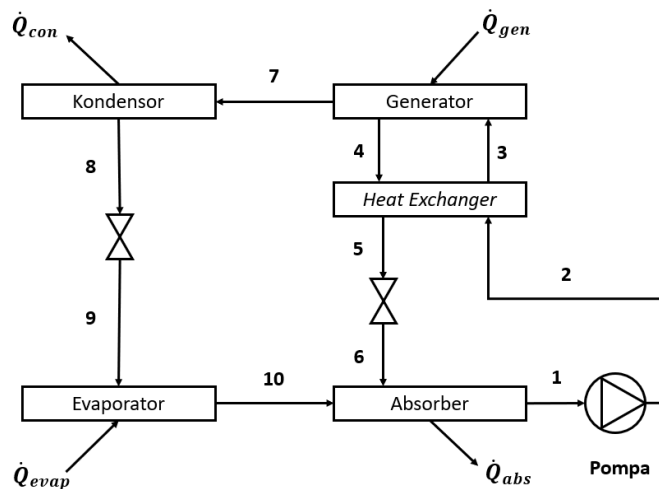 Q̇con
Q̇gen
7
Kondensor
Generator
8
4
3
Heat Exchanger
5
2
9
6
10
1
Evaporator
Absorber
Q̇evap
Q̇abs
Pompa